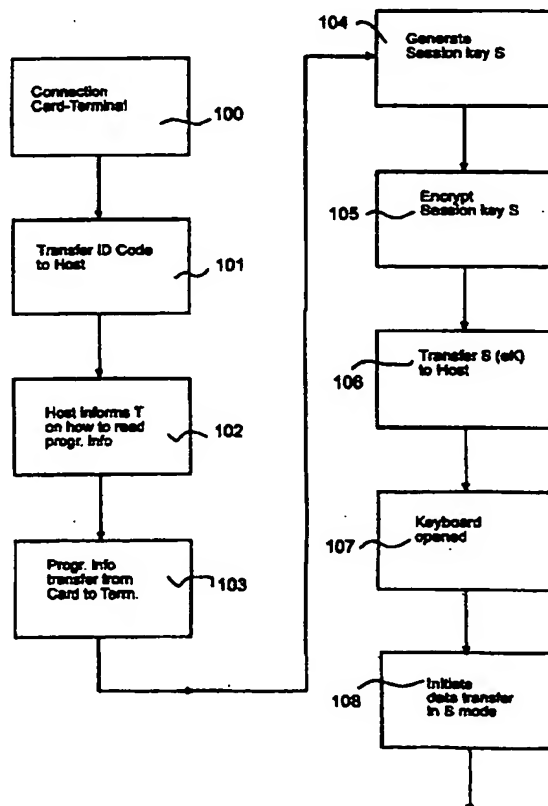 Connection
Card-Terminal
100
Transfer ID Code
to Host
101
Host informs T
on how to read
progr. info
102
Progr. info
transfer from
Card to Term.
103
104
Generate
Session key S
105
Encrypt
Session key S
106
Transfer S (eK)
to Host
107
Keyboard
opened
108
Initiate
data transfer
in S mode